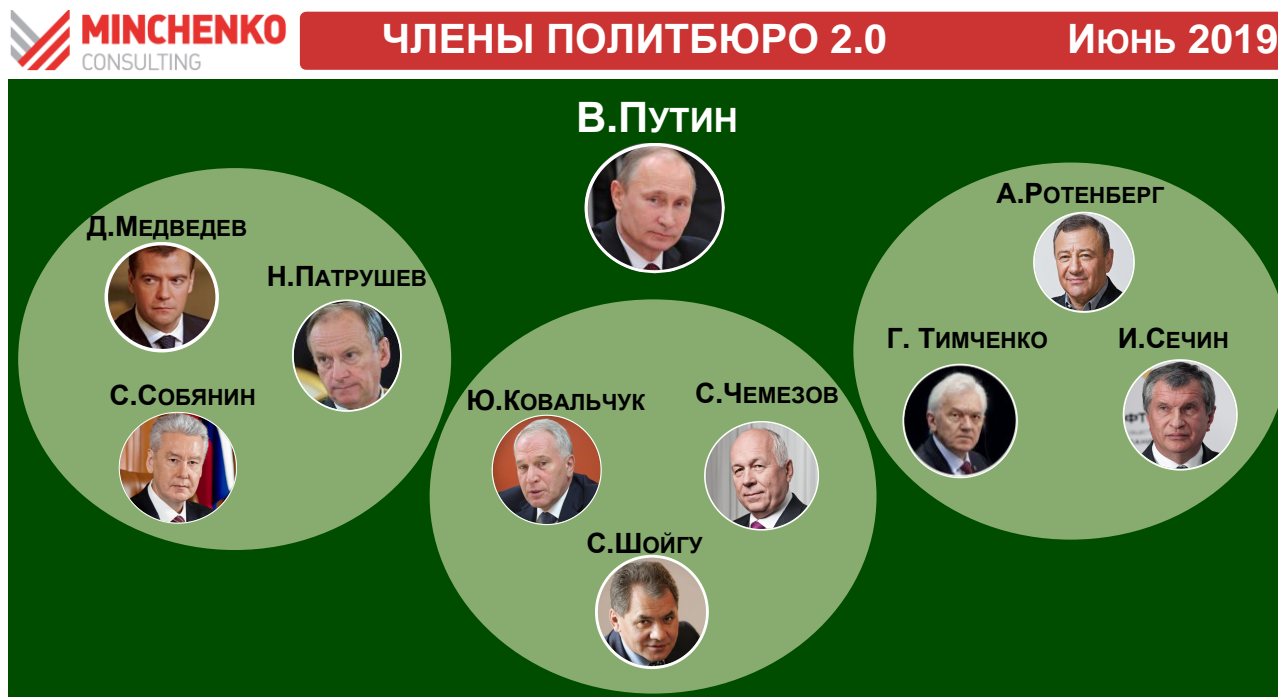 MINCHENKO
CONSULTING
ЧЛЕНЫ ПОЛИТБЮРО 2.0
Июнь 2019
В.Путин
Д.Медведев
Н.Патрушев
С.Собянин
Ю.Ковальчук
С.Чемезов
С.Шойгу
А.Ротенберг
Г. Тимченко
И.Сечин